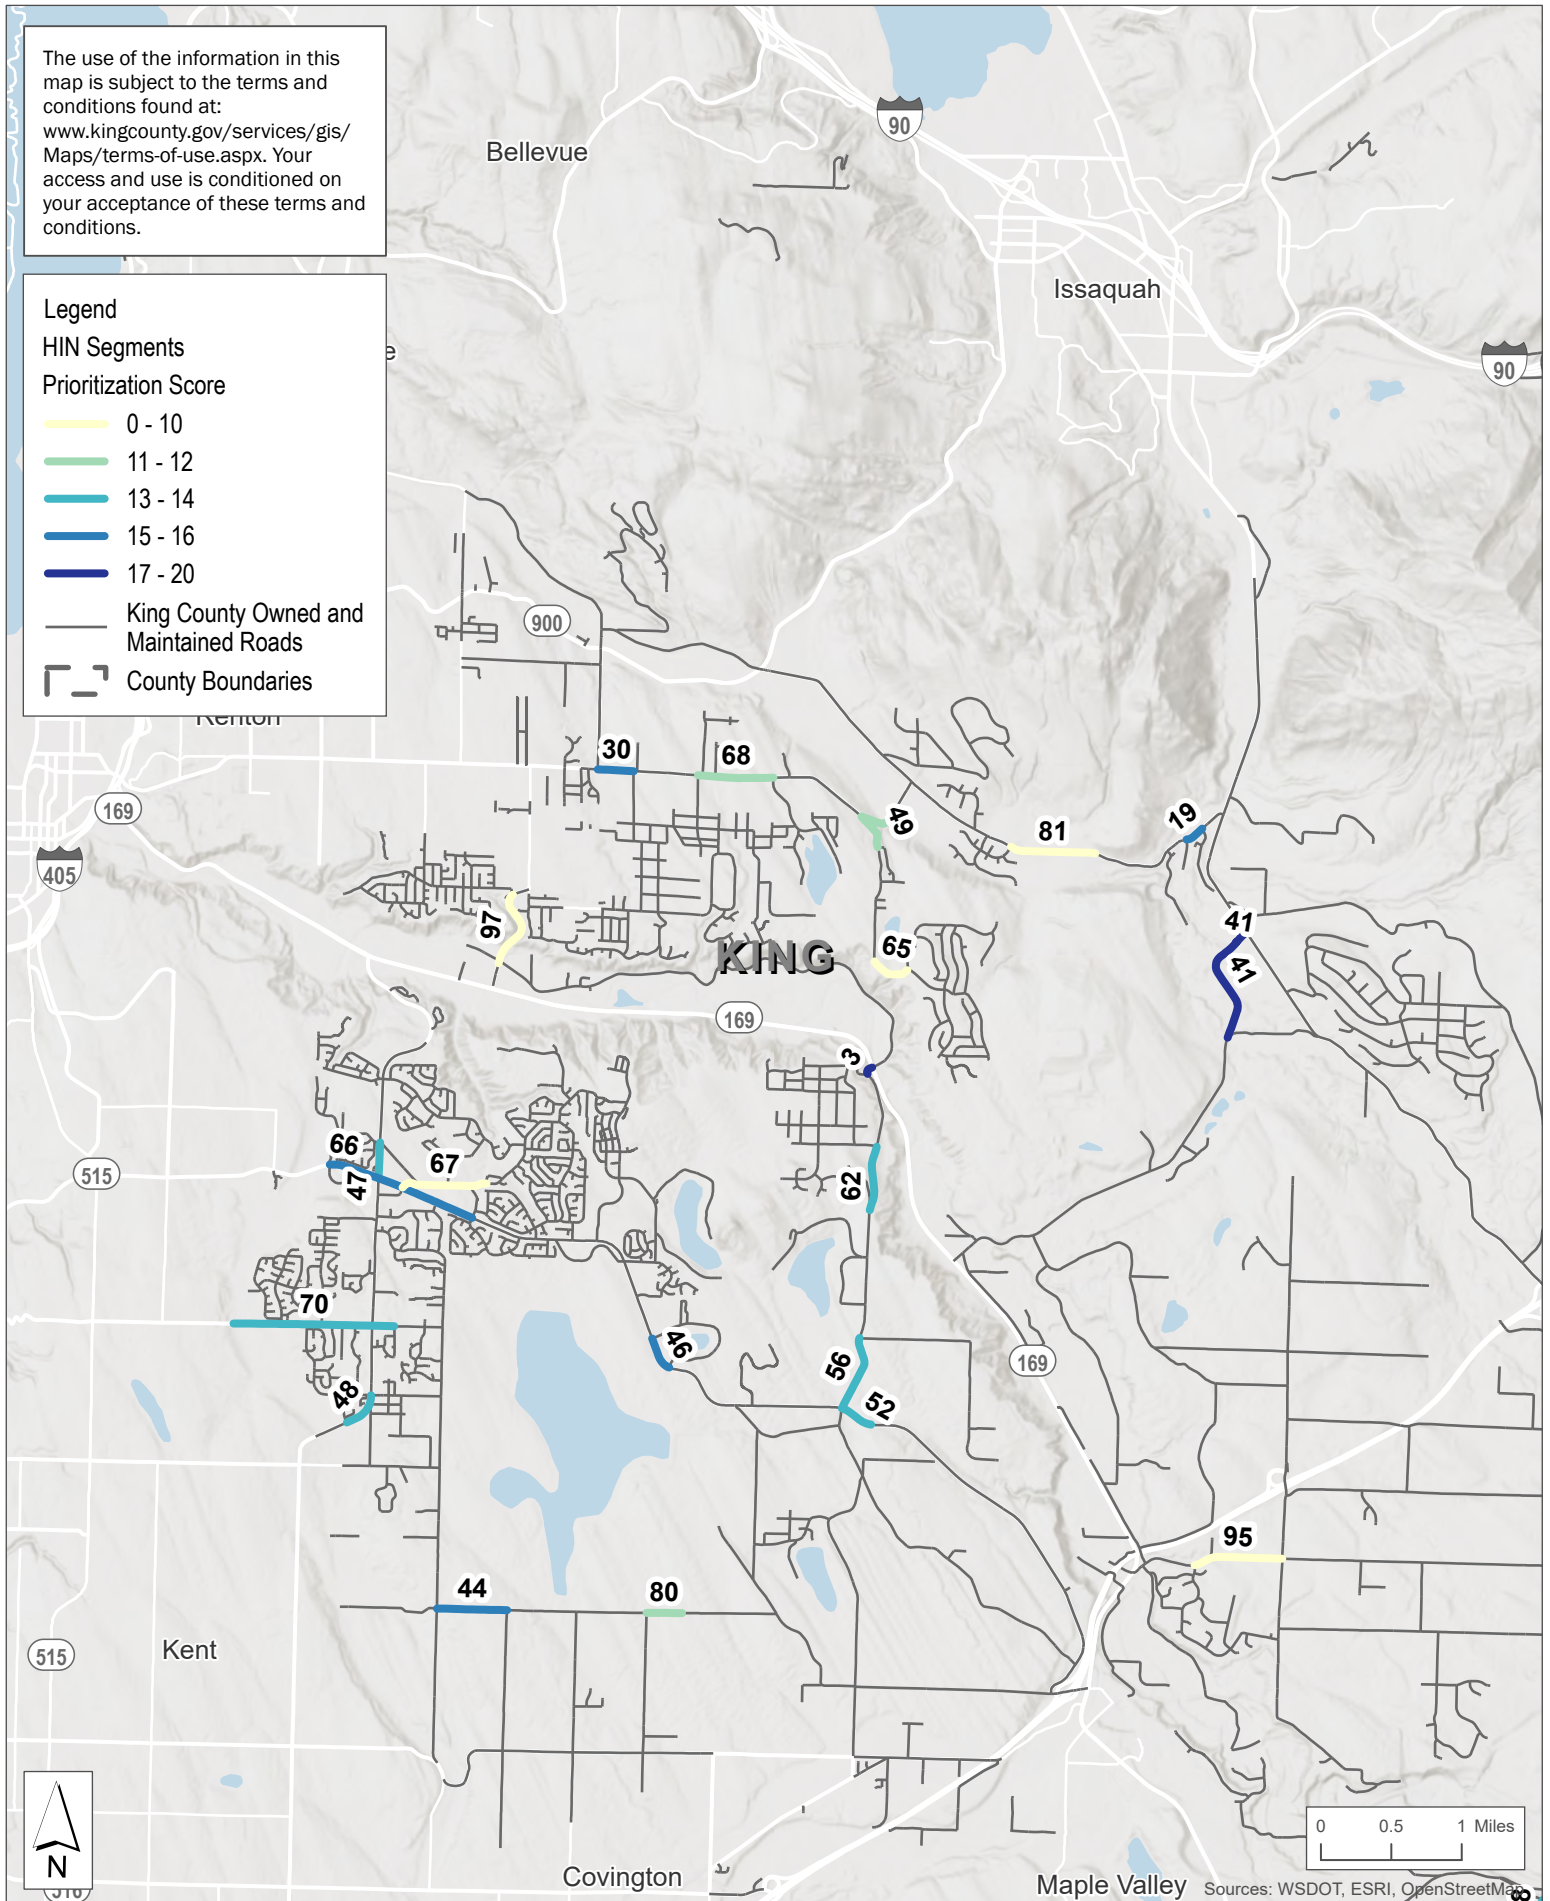 The use of the information in this
map is subject to the terms and
conditions found at:
www.kingcounty.gov/services/gis/
Maps/terms-of-use.aspx. Your
access and use is conditioned on
your acceptance of these terms and
conditions.
Legend
HIN Segments
Prioritization Score
0 - 10
11 - 12
13 - 14
15 - 16
17 - 20
King County Owned and
Maintained Roads
County Boundaries
90
Bellevue
Issaquah
90
e
900
Renton
30
68
169
49
81
19
405
97
41
KING
65
41
169
3
66
67
515
47
62
70
46
169
56
48
52
95
44
80
Kent
515
0 0.5 1 Miles
N
Covington
Maple Valley
Sources: WSDOT, ESRI, OpenStreetMap
516